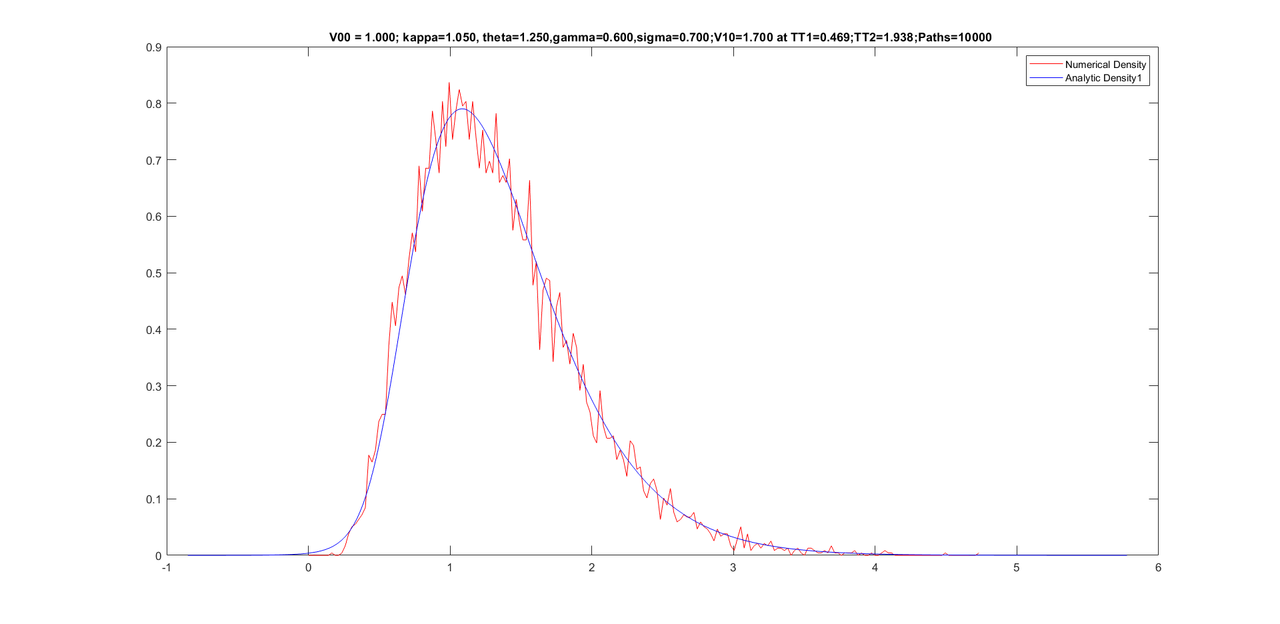 V00 = 1.000; kappa=1.050, theta=1.250,gamma=0.600,sigma=0.700;V10=1.700 at TT1=0.469;TT2=1.938;Paths=10000
Numerical Density
Analytic Density1
0.9
0.8
0.7
0.6
0.5
0.4
0.3
0.2
0.1
0
-1 0 1 2 3 4 5 6